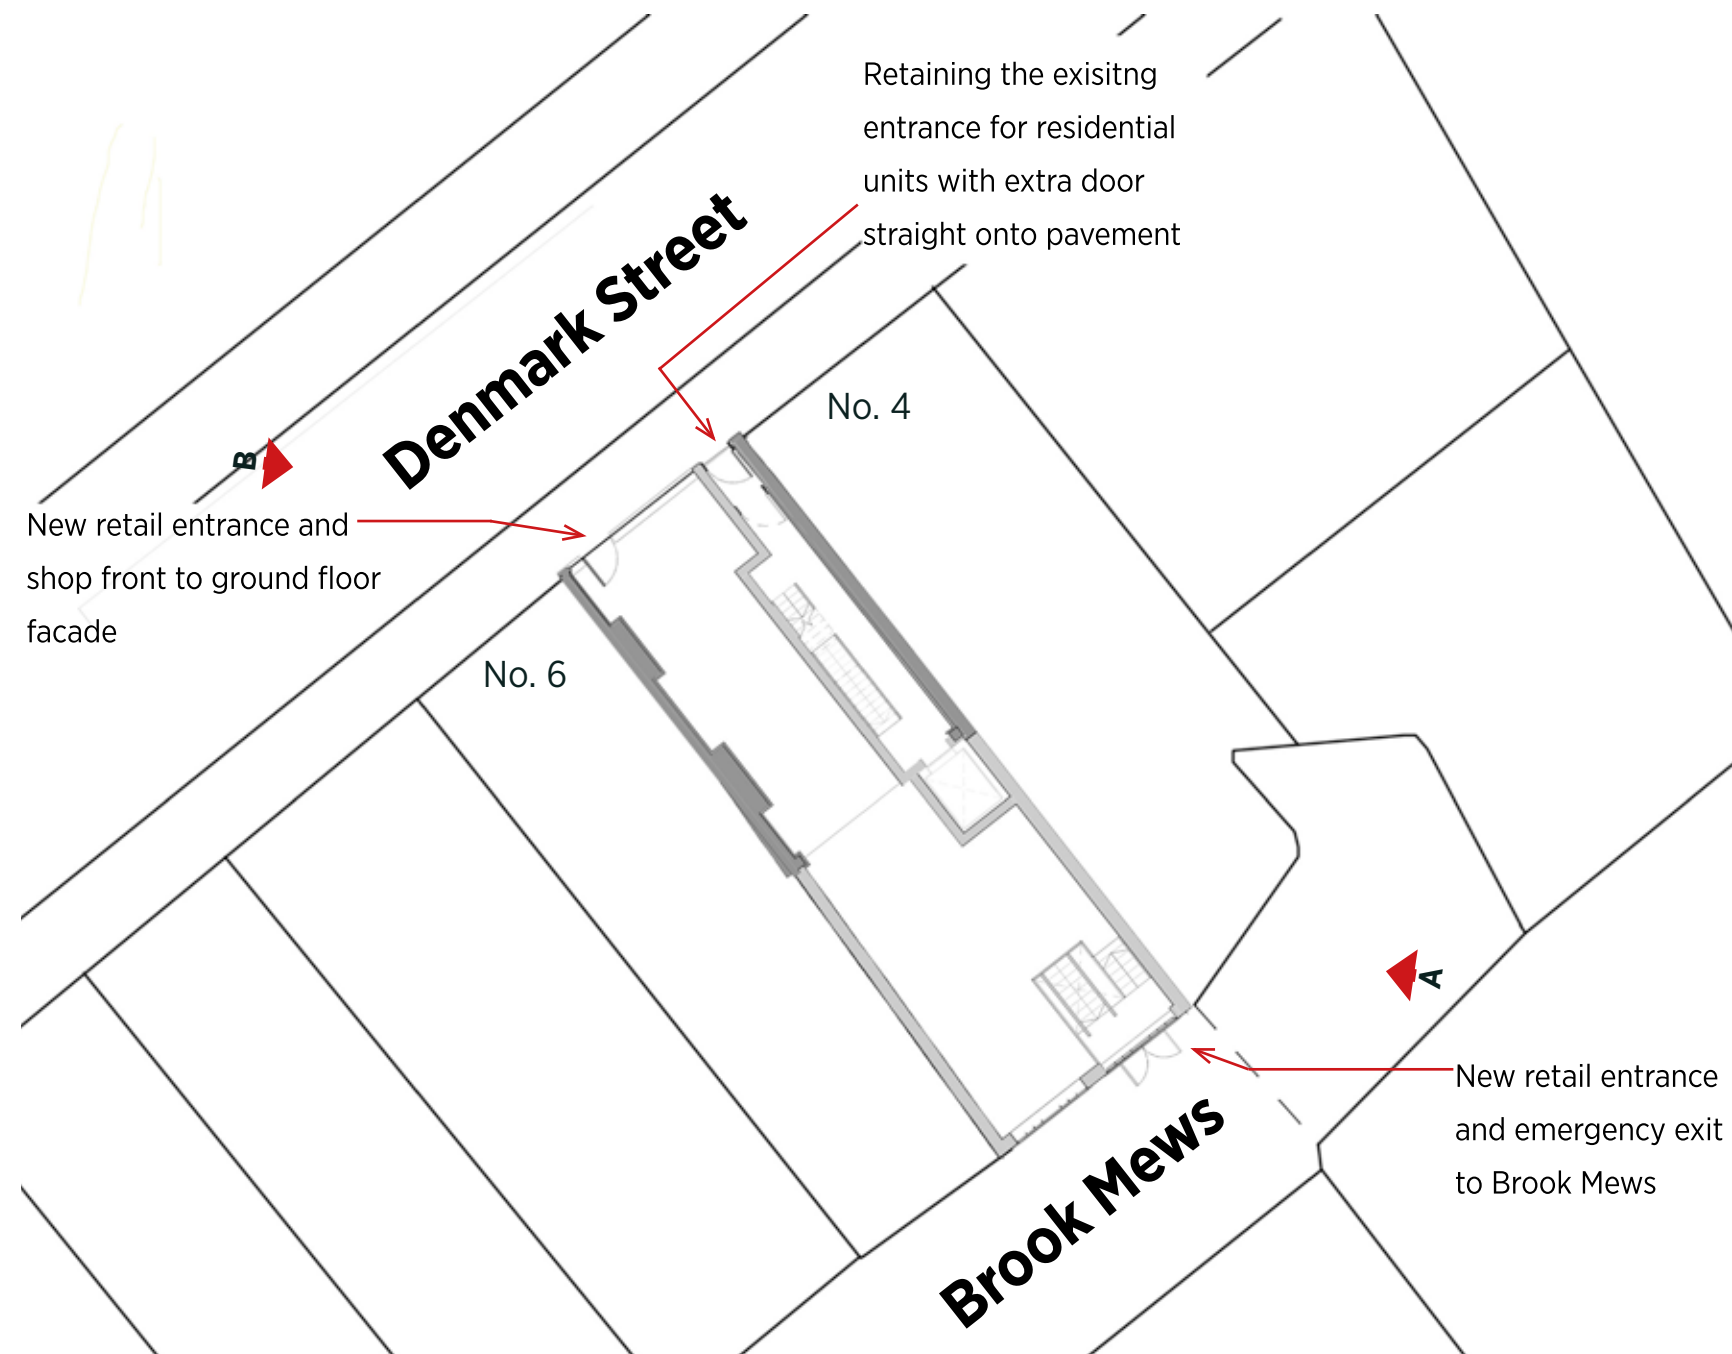 Retaining the exisitng
entrance for residential
units with extra door
straight onto pavement
Denmark Street
No. 4
B
New retail entrance and
shop front to ground floor
facade
No. 6
A
New retail entrance
and emergency exit
to Brook Mews
Brook Mews